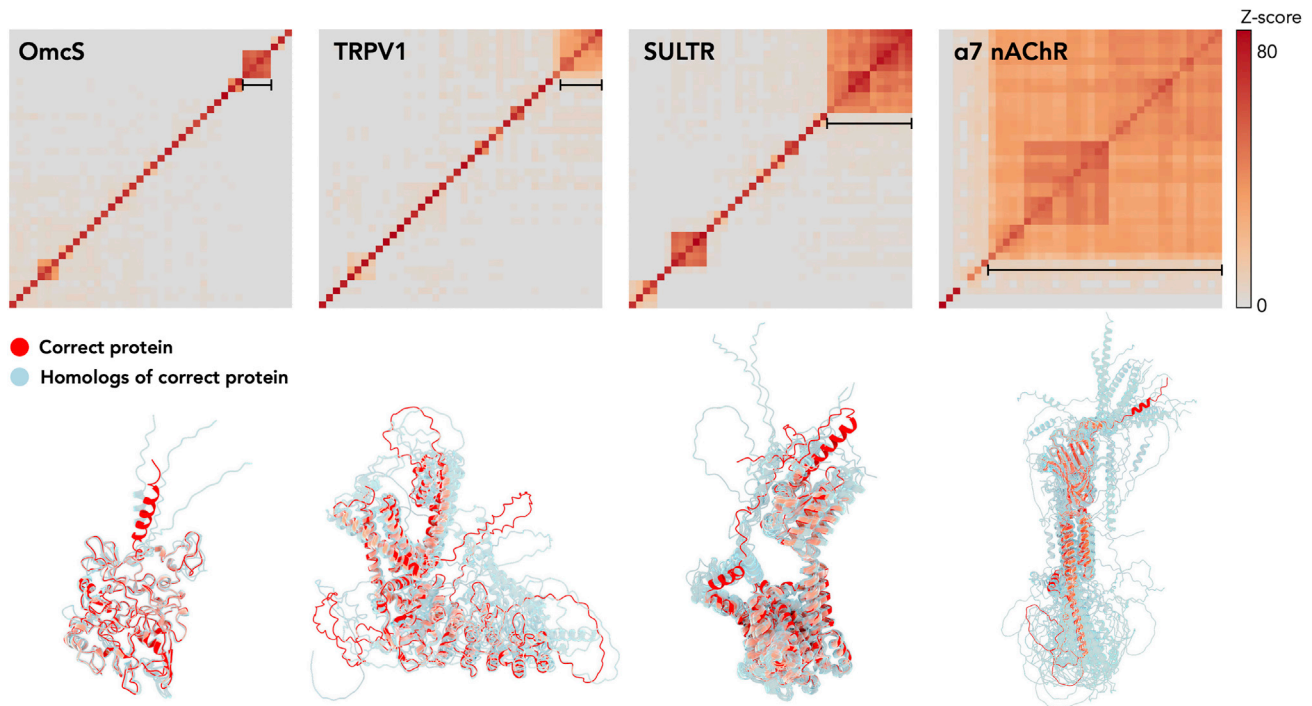 OmcS
TRPV1
SULTR
α7 nAChR
Z-score
80
0
Correct protein
Homologs of correct protein